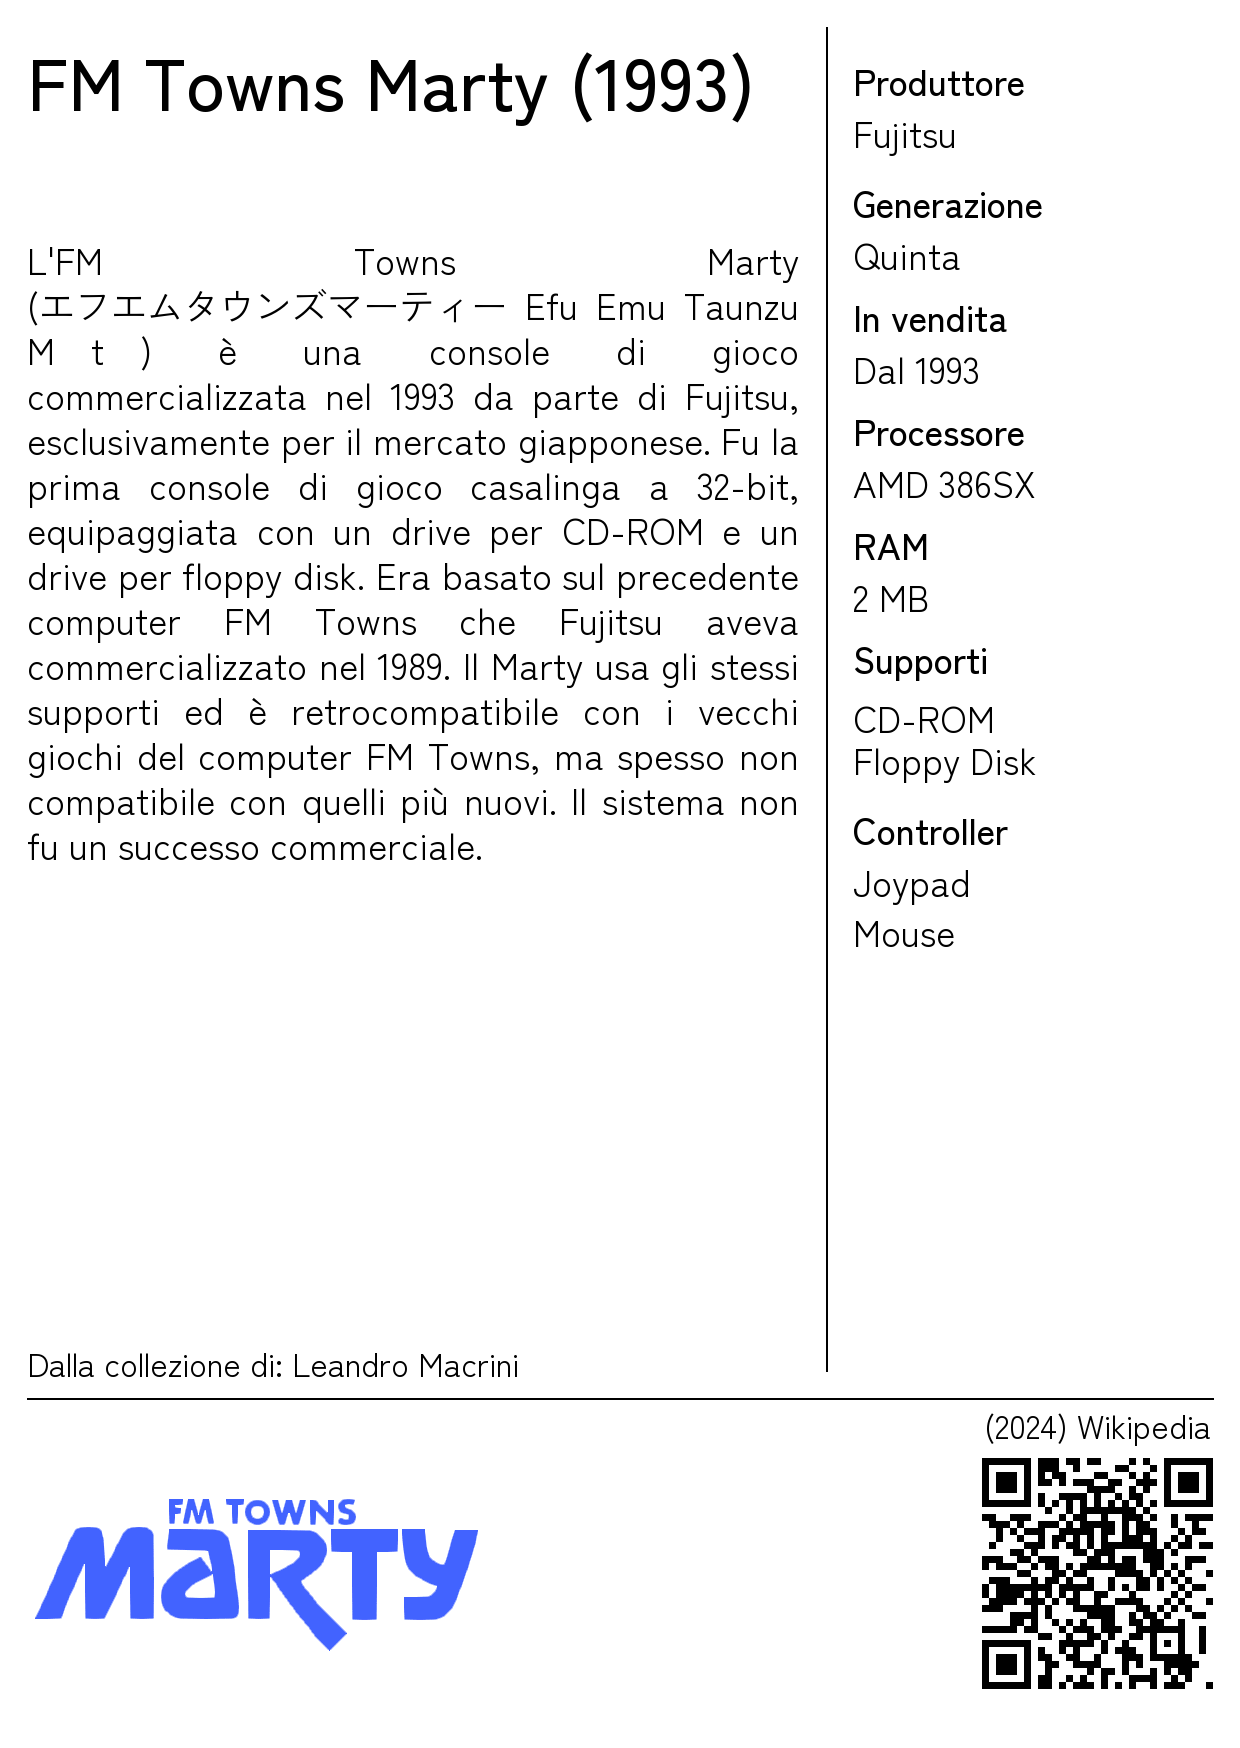 FM Towns Marty (1993)
L'FM Towns Marty
(エフエムタウンズマーティー Efu Emu Taunzu
M t ) è una console di gioco
commercializzata nel 1993 da parte di Fujitsu,
esclusivamente per il mercato giapponese. Fu la
prima console di gioco casalinga a 32-bit,
equipaggiata con un drive per CD-ROM e un
drive per floppy disk. Era basato sul precedente
computer FM Towns che Fujitsu aveva
commercializzato nel 1989. Il Marty usa gli stessi
supporti ed è retrocompatibile con i vecchi
giochi del computer FM Towns, ma spesso non
compatibile con quelli più nuovi. Il sistema non
fu un successo commerciale.
Produttore
Fujitsu
Generazione
Quinta
In vendita
Dal 1993
Processore
AMD 386SX
RAM
2 MB
Supporti
CD-ROM
Floppy Disk
Controller
Joypad
Mouse
Dalla collezione di: Leandro Macrini
(2024) Wikipedia
FM TOWNS
MaRTY